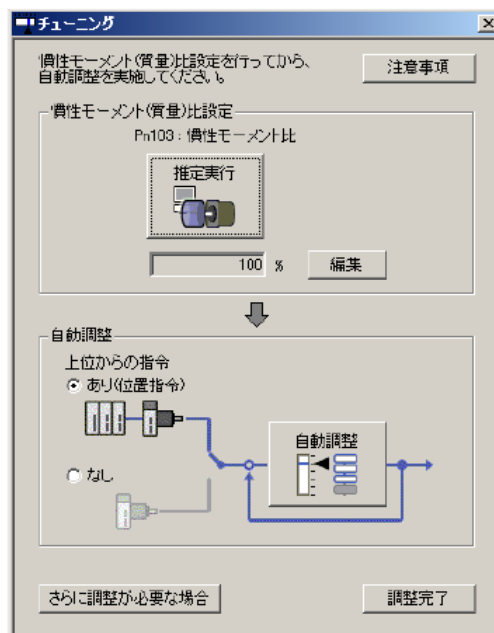 チューニング
慣性モーメント(質量)比設定を行ってから、
自動調整を実施してください。
注意事項
慣性モーメント(質量)比設定
Pn103：慣性モーメント比
推定実行
100 %
編集
自動調整
上位からの指令
あり(位置指令)
自動調整
なし
さらに調整が必要な場合
調整完了